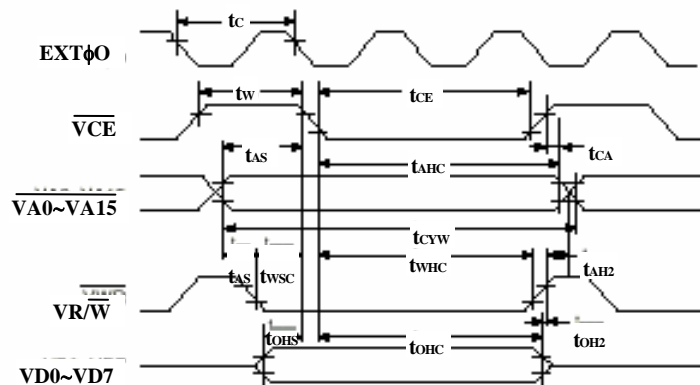 tC
EXTϕO
tW
tCE
VCE
tAS
tAHC
tCA
VA0~VA15
tCYW
tAS
tWSC
tWHC
tAH2
VR/W
tOHS
tOHC
tOH2
VD0~VD7